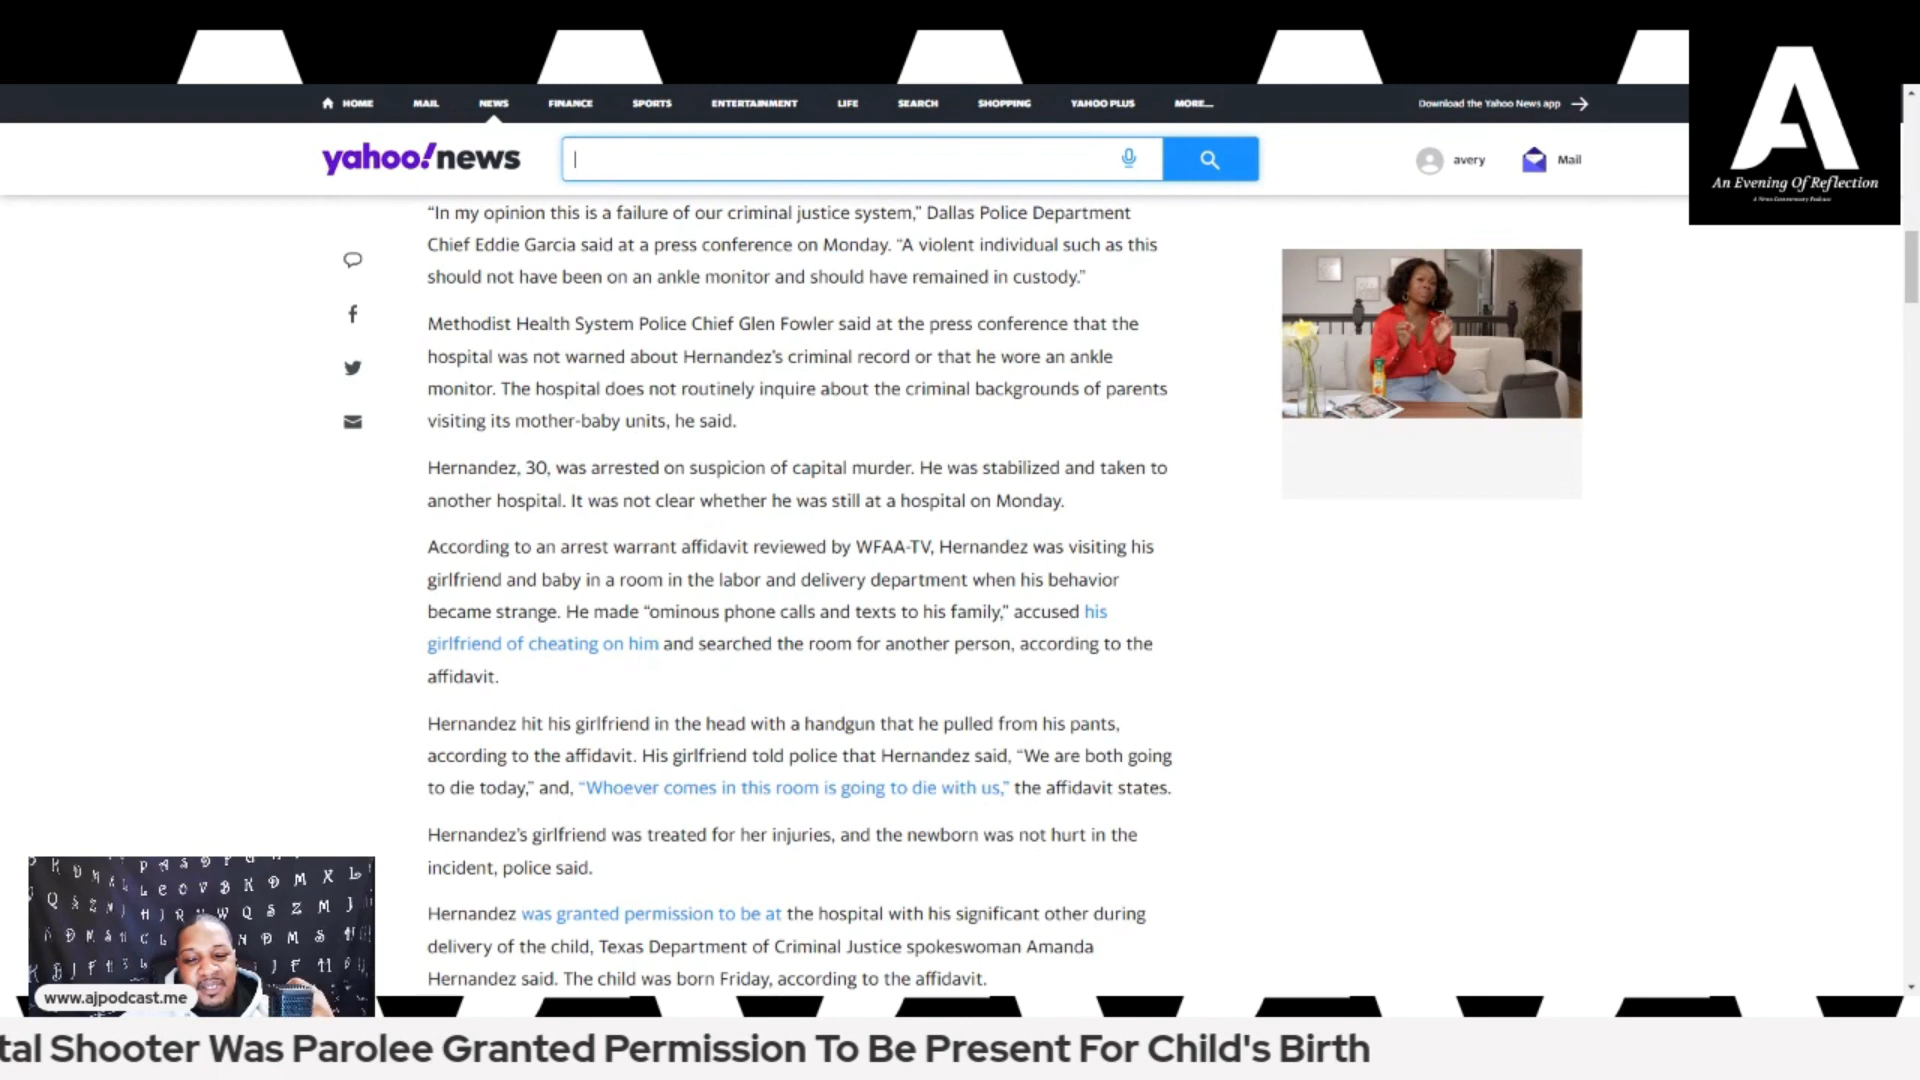 HOME MAIL NEWS FINANCE SPORTS ENTERTAINMENT LIFE SEARCH SHOPPING YAHOO PLUS MORE... Download the Yahoo News app
yahoo!news
avery Mail
A
An Evening Of Reflection
A News Commentary Podcast
“In my opinion this is a failure of our criminal justice system,” Dallas Police Department
Chief Eddie Garcia said at a press conference on Monday. “A violent individual such as this
should not have been on an ankle monitor and should have remained in custody.”
Methodist Health System Police Chief Glen Fowler said at the press conference that the
hospital was not warned about Hernandez’s criminal record or that he wore an ankle
monitor. The hospital does not routinely inquire about the criminal backgrounds of parents
visiting its mother-baby units, he said.
Hernandez, 30, was arrested on suspicion of capital murder. He was stabilized and taken to
another hospital. It was not clear whether he was still at a hospital on Monday.
According to an arrest warrant affidavit reviewed by WFAA-TV, Hernandez was visiting his
girlfriend and baby in a room in the labor and delivery department when his behavior
became strange. He made “ominous phone calls and texts to his family,” accused his
girlfriend of cheating on him and searched the room for another person, according to the
affidavit.
Hernandez hit his girlfriend in the head with a handgun that he pulled from his pants,
according to the affidavit. His girlfriend told police that Hernandez said, “We are both going
to die today,” and, “Whoever comes in this room is going to die with us,” the affidavit states.
Hernandez’s girlfriend was treated for her injuries, and the newborn was not hurt in the
incident, police said.
Hernandez was granted permission to be at the hospital with his significant other during
delivery of the child, Texas Department of Criminal Justice spokeswoman Amanda
Hernandez said. The child was born Friday, according to the affidavit.
www.ajpodcast.me
tal Shooter Was Parolee Granted Permission To Be Present For Child's Birth